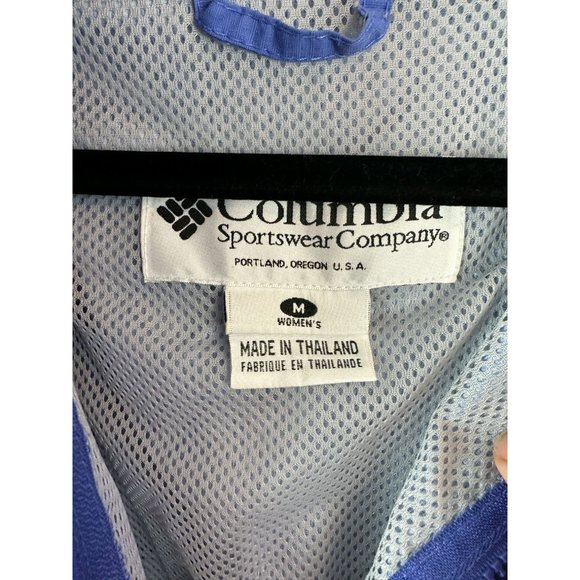 Columbia
Sportswear Company®
PORTLAND, OREGON U.S.A.
M
WOMEN'S
MADE IN THAILAND
FABRIQUE EN THAILANDE